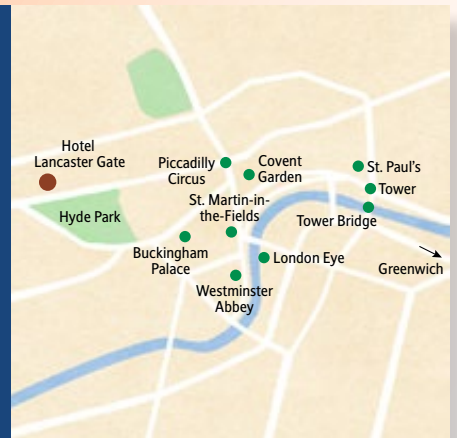 Hotel
Lancaster Gate
Hyde Park
Piccadilly
Circus
Covent
Garden
St. Martin-in-
the-Fields
St. Paul's
Tower
Tower Bridge
Buckingham
Palace
London Eye
Greenwich
Westminster
Abbey